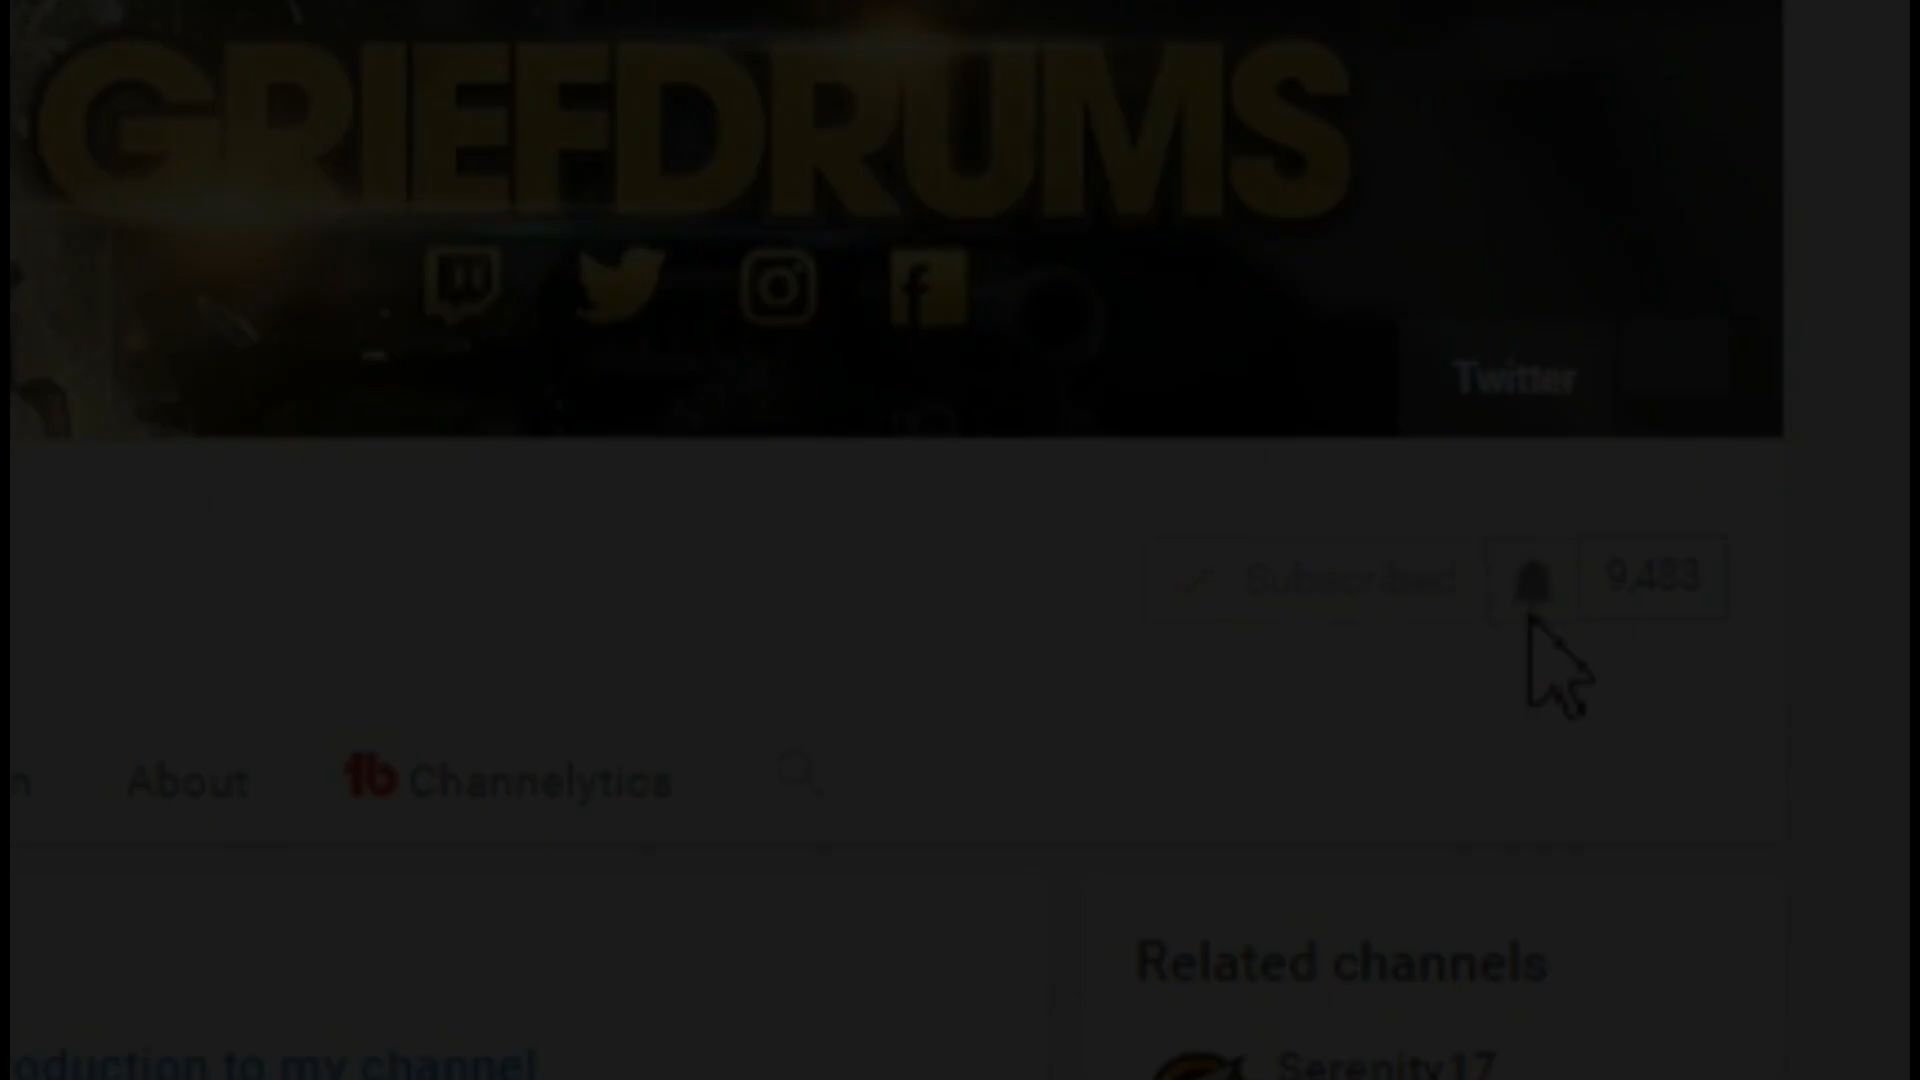 GRIEFDRUMS
Twitter
Subscribed 9,483
n About Channelytics
Related channels
oduction to my channel
Serenity17